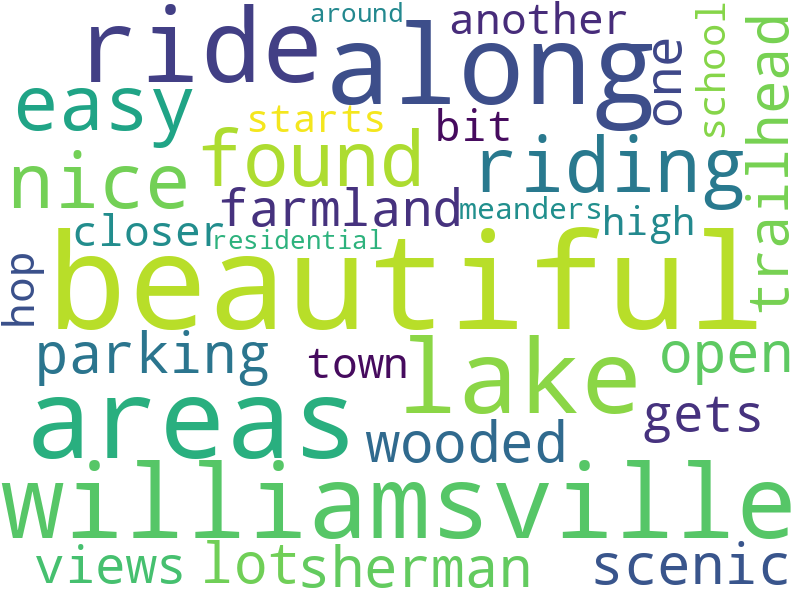 around
ride
along
another
one
school
trailhead
easy
starts
bit
found
riding
nice
farmland
meanders
high
closer
residential
beautiful
hop
parking
town
lake
open
areas
wooded
gets
williamsville
views
lot
sherman
scenic